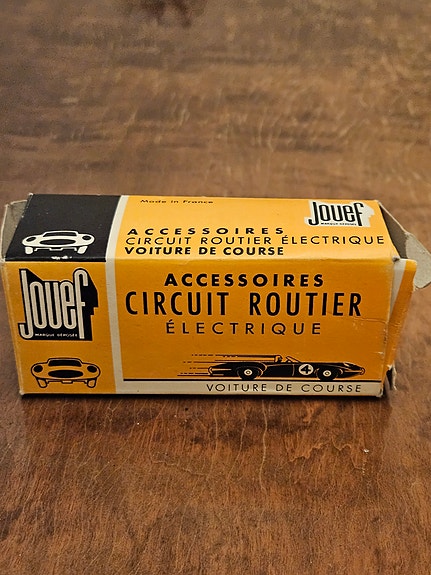 Made in France
Jouef
MARQUE DÉPOSÉE
ACCESSOIRES
CIRCUIT ROUTIER ÉLECTRIQUE
VOITURE DE COURSE
Jouef
MARQUE DÉPOSÉE
ACCESSOIRES
CIRCUIT ROUTIER
ÉLECTRIQUE
4
VOITURE DE COURSE